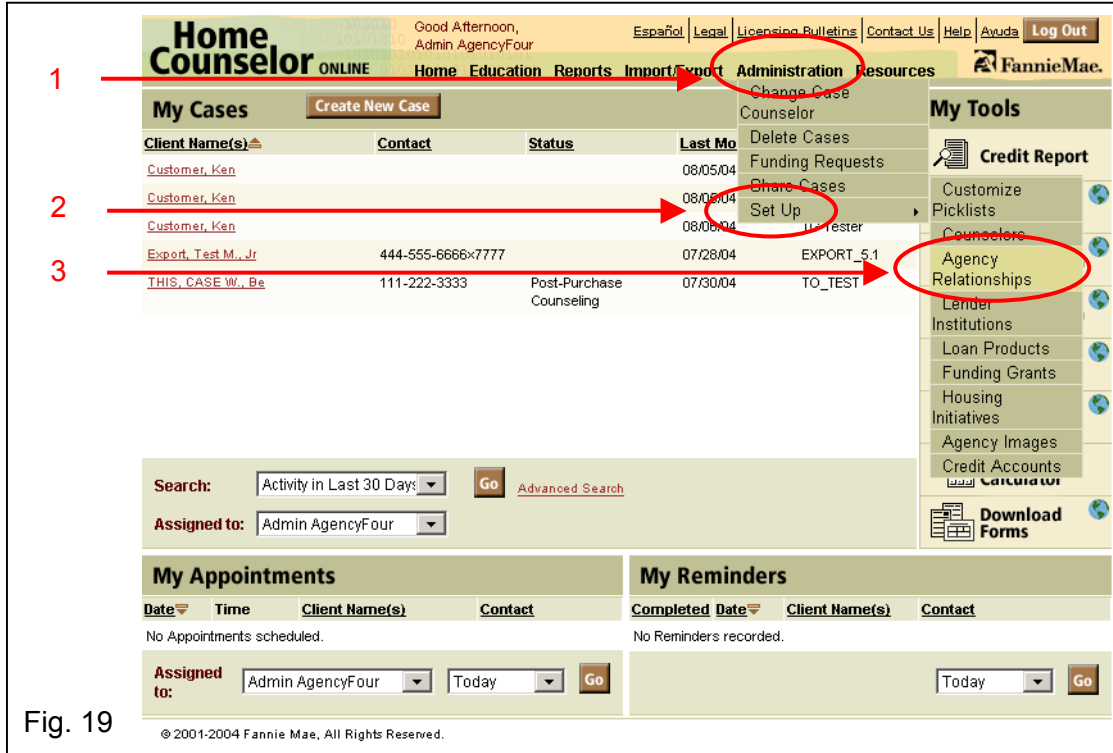 Home
Counselor ONLINE
Good Afternoon,
Admin AgencyFour
Español Legal Licensing Bulletins Contact Us Help Ayuda Log Out
Home Education Reports Import/Export Administration Resources
FannieMae.
1
My Cases Create New Case
Change Case
Counselor
Delete Cases
Funding Requests
Share Cases
Set Up
My Tools
Credit Report
Client Name(s) Contact Status Last Mo
Customer, Ken 08/05/04
2
Customer, Ken 08/06/04
Customer, Ken 08/06/04 Tester
Export, Test M., Jr 444-555-6666x7777 07/28/04 EXPORT_5.1
3
THIS, CASE W., Be 111-222-3333 Post-Purchase 07/30/04 TO_TEST
Counseling
Customize
Picklists
Counselors
Agency
Relationships
Lender
Institutions
Loan Products
Funding Grants
Housing
Initiatives
Agency Images
Credit Accounts
Calculator
Download
Forms
Search: Activity in Last 30 Days Go Advanced Search
Assigned to: Admin AgencyFour
My Appointments
Date Time Client Name(s) Contact
No Appointments scheduled.
Assigned
to: Admin AgencyFour Today Go
My Reminders
Completed Date Client Name(s) Contact
No Reminders recorded.
Today Go
Fig. 19
© 2001-2004 Fannie Mae, All Rights Reserved.